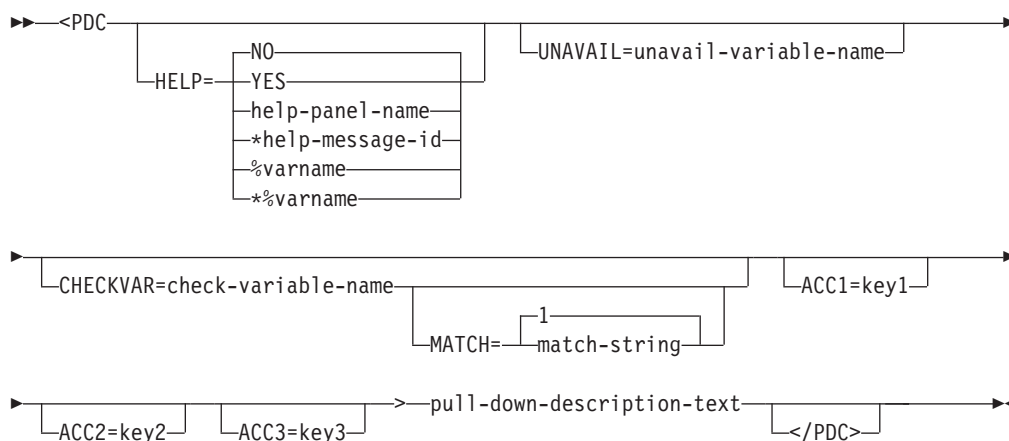 <PDC
NO
UNAVAIL=unavail-variable-name
HELP= YES
help-panel-name
*help-message-id
%varname
*%varname
CHECKVAR=check-variable-name ACC1=key1
1
MATCH= match-string
>pull-down-description-text
ACC2=key2 ACC3=key3 </PDC>